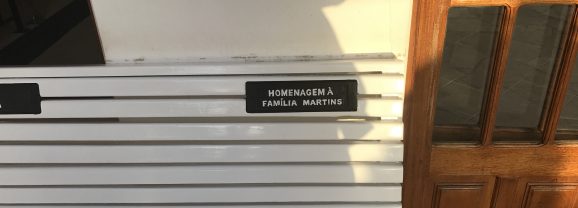 HOMENAGEM À
FAMÍLIA MARTINS